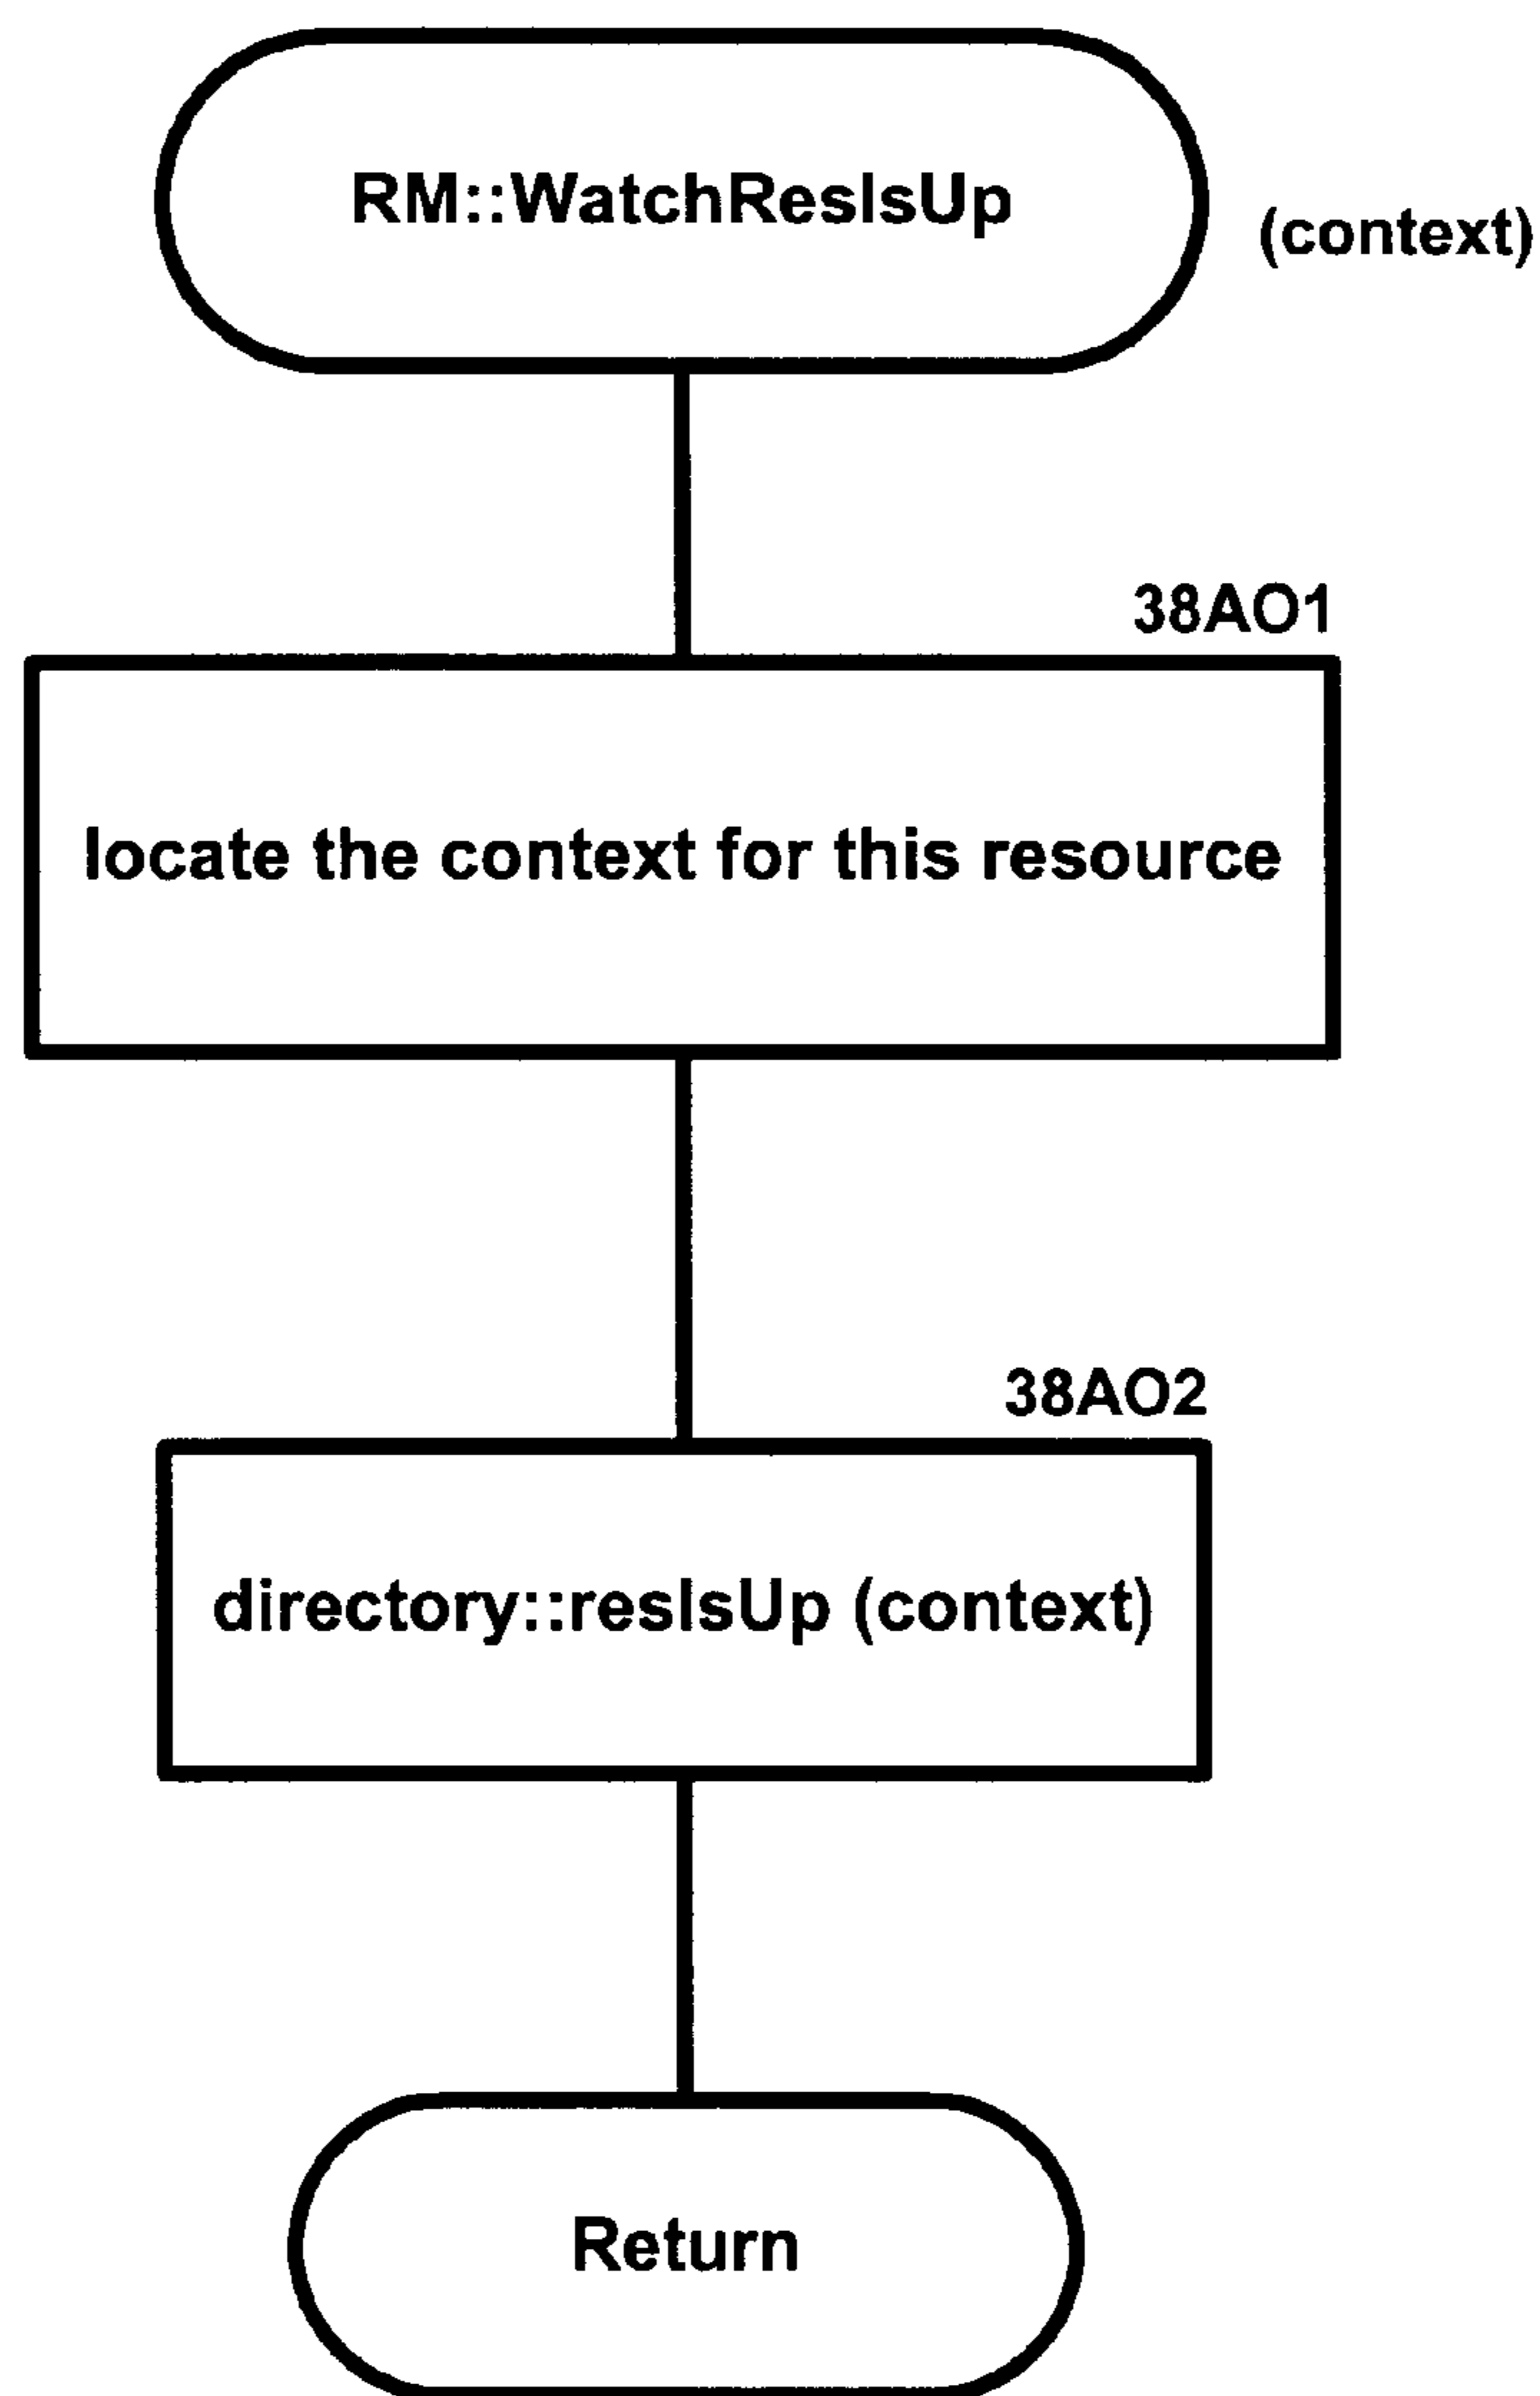 RM::WatchResIsUp
(context)
38AO1
locate the context for this resource
38AO2
directory::resIsUp (context)
Return